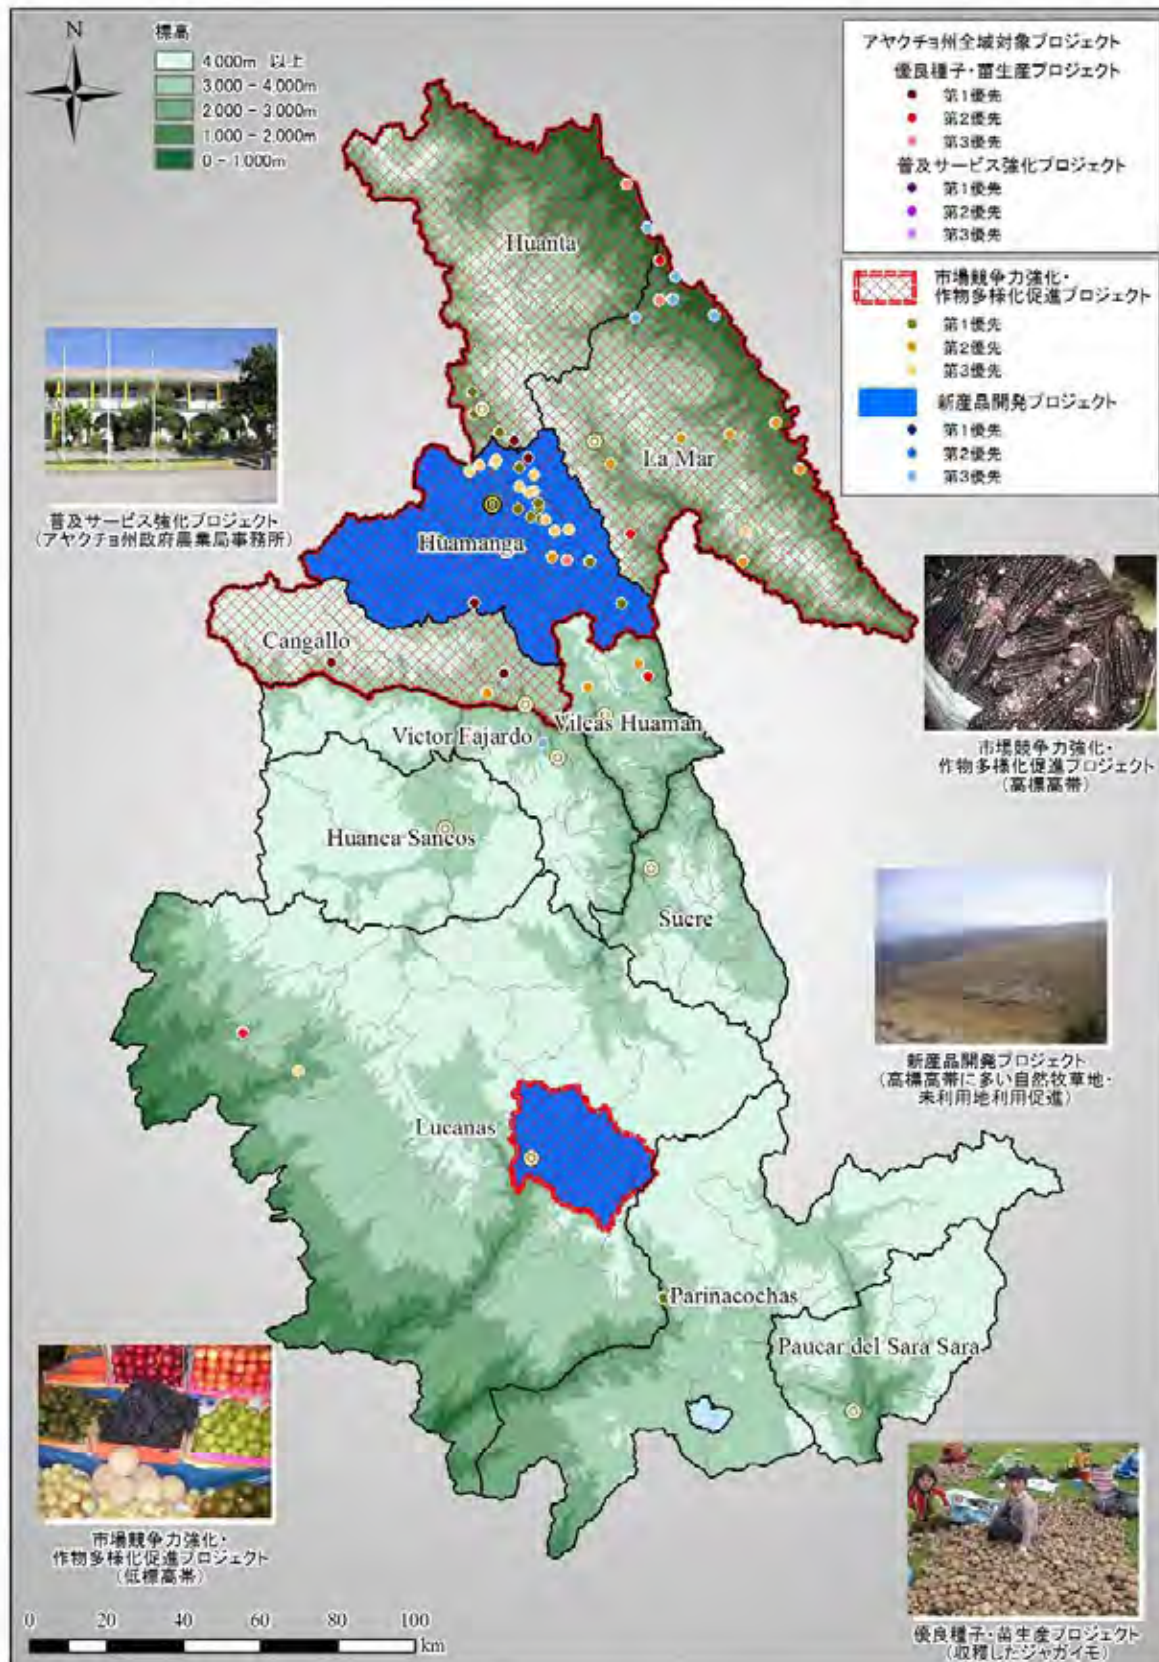 N
標高
4.000m 以上
3.000 - 4.000m
2.000 - 3.000m
1.000 - 2.000m
0 - 1.000m
アヤクチョ州全域対象プロジェクト
優良種子・苗生産プロジェクト
第1優先
第2優先
第3優先
普及サービス強化プロジェクト
第1優先
第2優先
第3優先
市場競争力強化・
作物多様化促進プロジェクト
第1優先
第2優先
第3優先
新産品開発プロジェクト
第1優先
第2優先
第3優先
Huanta
La Mar
Huamanga
Cangallo
Vilcas Huaman
Victor Fajardo
Huanca Sancos
Sucre
Lucanas
Parinacochas
Paucar del Sara Sara
普及サービス強化プロジェクト
(アヤクチョ州政府農業局事務所)
市場競争力強化・
作物多様化促進プロジェクト
(高標高帯)
新産品開発プロジェクト
(高標高帯に多い自然牧草地・
未利用地利用促進)
市場競争力強化・
作物多様化促進プロジェクト
(低標高帯)
優良種子・苗生産プロジェクト
(収穫したジャガイモ)
0 20 40 60 80 100
km